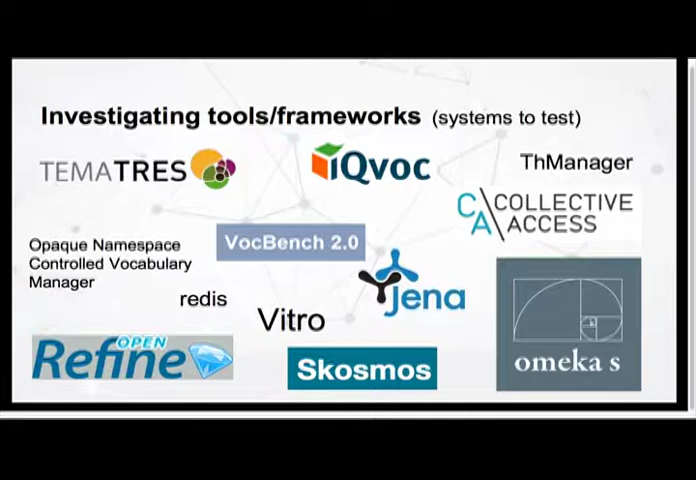 Investigating tools/frameworks (systems to test)
TEMATRES
iQvoc
ThManager
CA\COLLECTIVE
ACCESS
Opaque Namespace
Controlled Vocabulary
Manager
VocBench 2.0
redis
Vitro
Jena
OPEN
Refine
Skosmos
omeka s